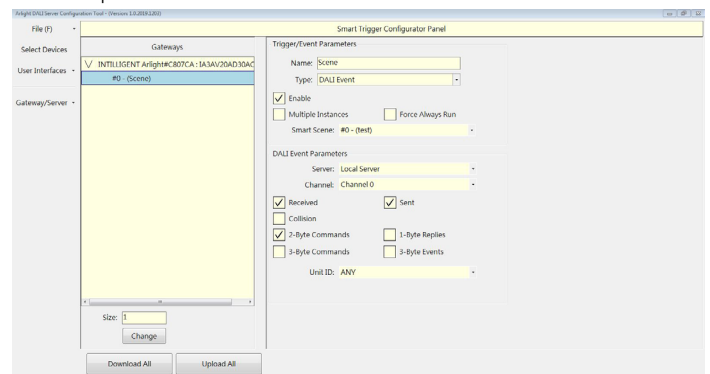 Arlight DALI Server Configuration Tool - (Version: 1.0.2019.1203)
File (F)
Smart Trigger Configurator Panel
Select Devices
User Interfaces
Gateway/Server
Gateways
INTILLIGENT Arlight#C807CA : IA3AV20AD30AC
#0 - (Scene)
Size: 1
Change
Download All
Upload All
Trigger/Event Parameters
Name: Scene
Type: DALI Event
Enable
Multiple Instances
Force Always Run
Smart Scene: #0 - (test)
DALI Event Parameters
Server: Local Server
Channel: Channel 0
Received
Sent
Collision
2-Byte Commands
1-Byte Replies
3-Byte Commands
3-Byte Events
Unit ID: ANY